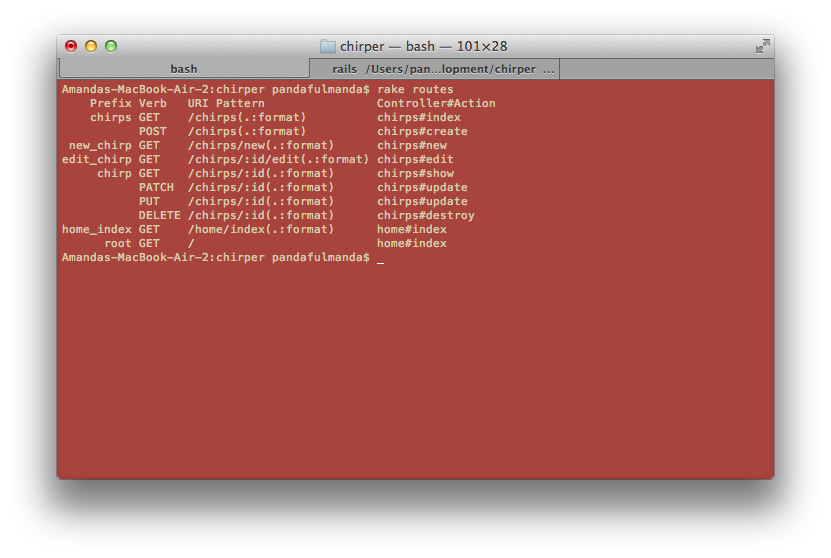 chirper — bash — 101×28
bash
rails /Users/pan...lopment/chirper ...
Amandas-MacBook-Air-2:chirper pandafulmanda$ rake routes
    Prefix Verb   URI Pattern                Controller#Action
    chirps GET    /chirps(.:format)          chirps#index
           POST   /chirps(.:format)          chirps#create
 new_chirp GET    /chirps/new(.:format)      chirps#new
edit_chirp GET    /chirps/:id/edit(.:format) chirps#edit
     chirp GET    /chirps/:id(.:format)      chirps#show
           PATCH  /chirps/:id(.:format)      chirps#update
           PUT    /chirps/:id(.:format)      chirps#update
           DELETE /chirps/:id(.:format)      chirps#destroy
home_index GET    /home/index(.:format)      home#index
      root GET    /                          home#index
Amandas-MacBook-Air-2:chirper pandafulmanda$ _